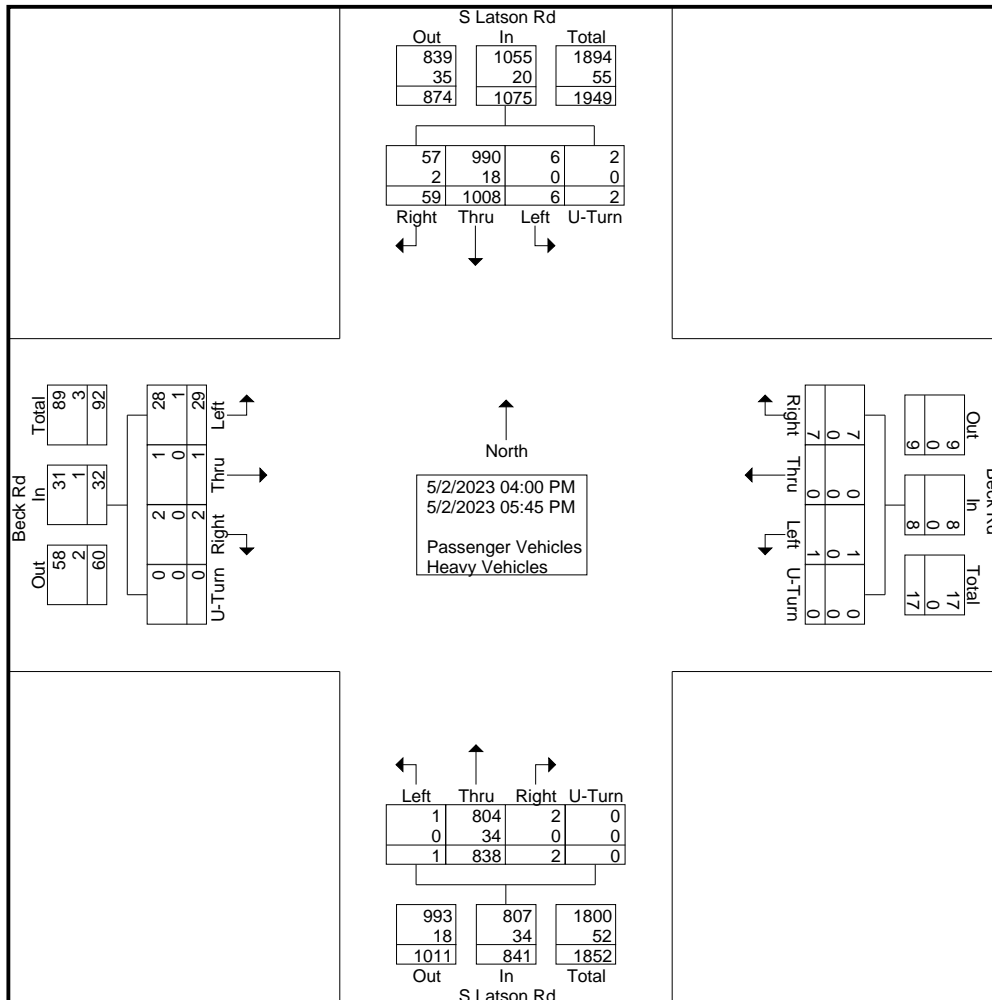 S Latson Rd
Out In Total
839 1055 1894
35 20 55
874 1075 1949
57 990 6 2
2 18 0 0
59 1008 6 2
Right Thru Left U-Turn
Beck Rd
Total In Out
89 31 58
3 1 2
92 32 60
28 1 2 0
1 0 0 0
29 1 2 0
Left Thru Right U-Turn
North
5/2/2023 04:00 PM
5/2/2023 05:45 PM
Passenger Vehicles
Heavy Vehicles
Right Thru Left U-Turn
7 0 1 0
0 0 0 0
7 0 1 0
Out In Total
9 8 17
0 0 0
9 8 17
Beck Rd
Left Thru Right U-Turn
1 804 2 0
0 34 0 0
1 838 2 0
993 807 1800
18 34 52
1011 841 1852
Out In Total
S Latson Rd